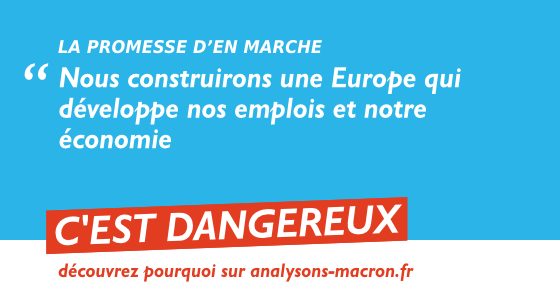 LA PROMESSE D’EN MARCHE
“ Nous construirons une Europe qui
développe nos emplois et notre
économie
C'EST DANGEREUX
découvrez pourquoi sur analysons-macron.fr